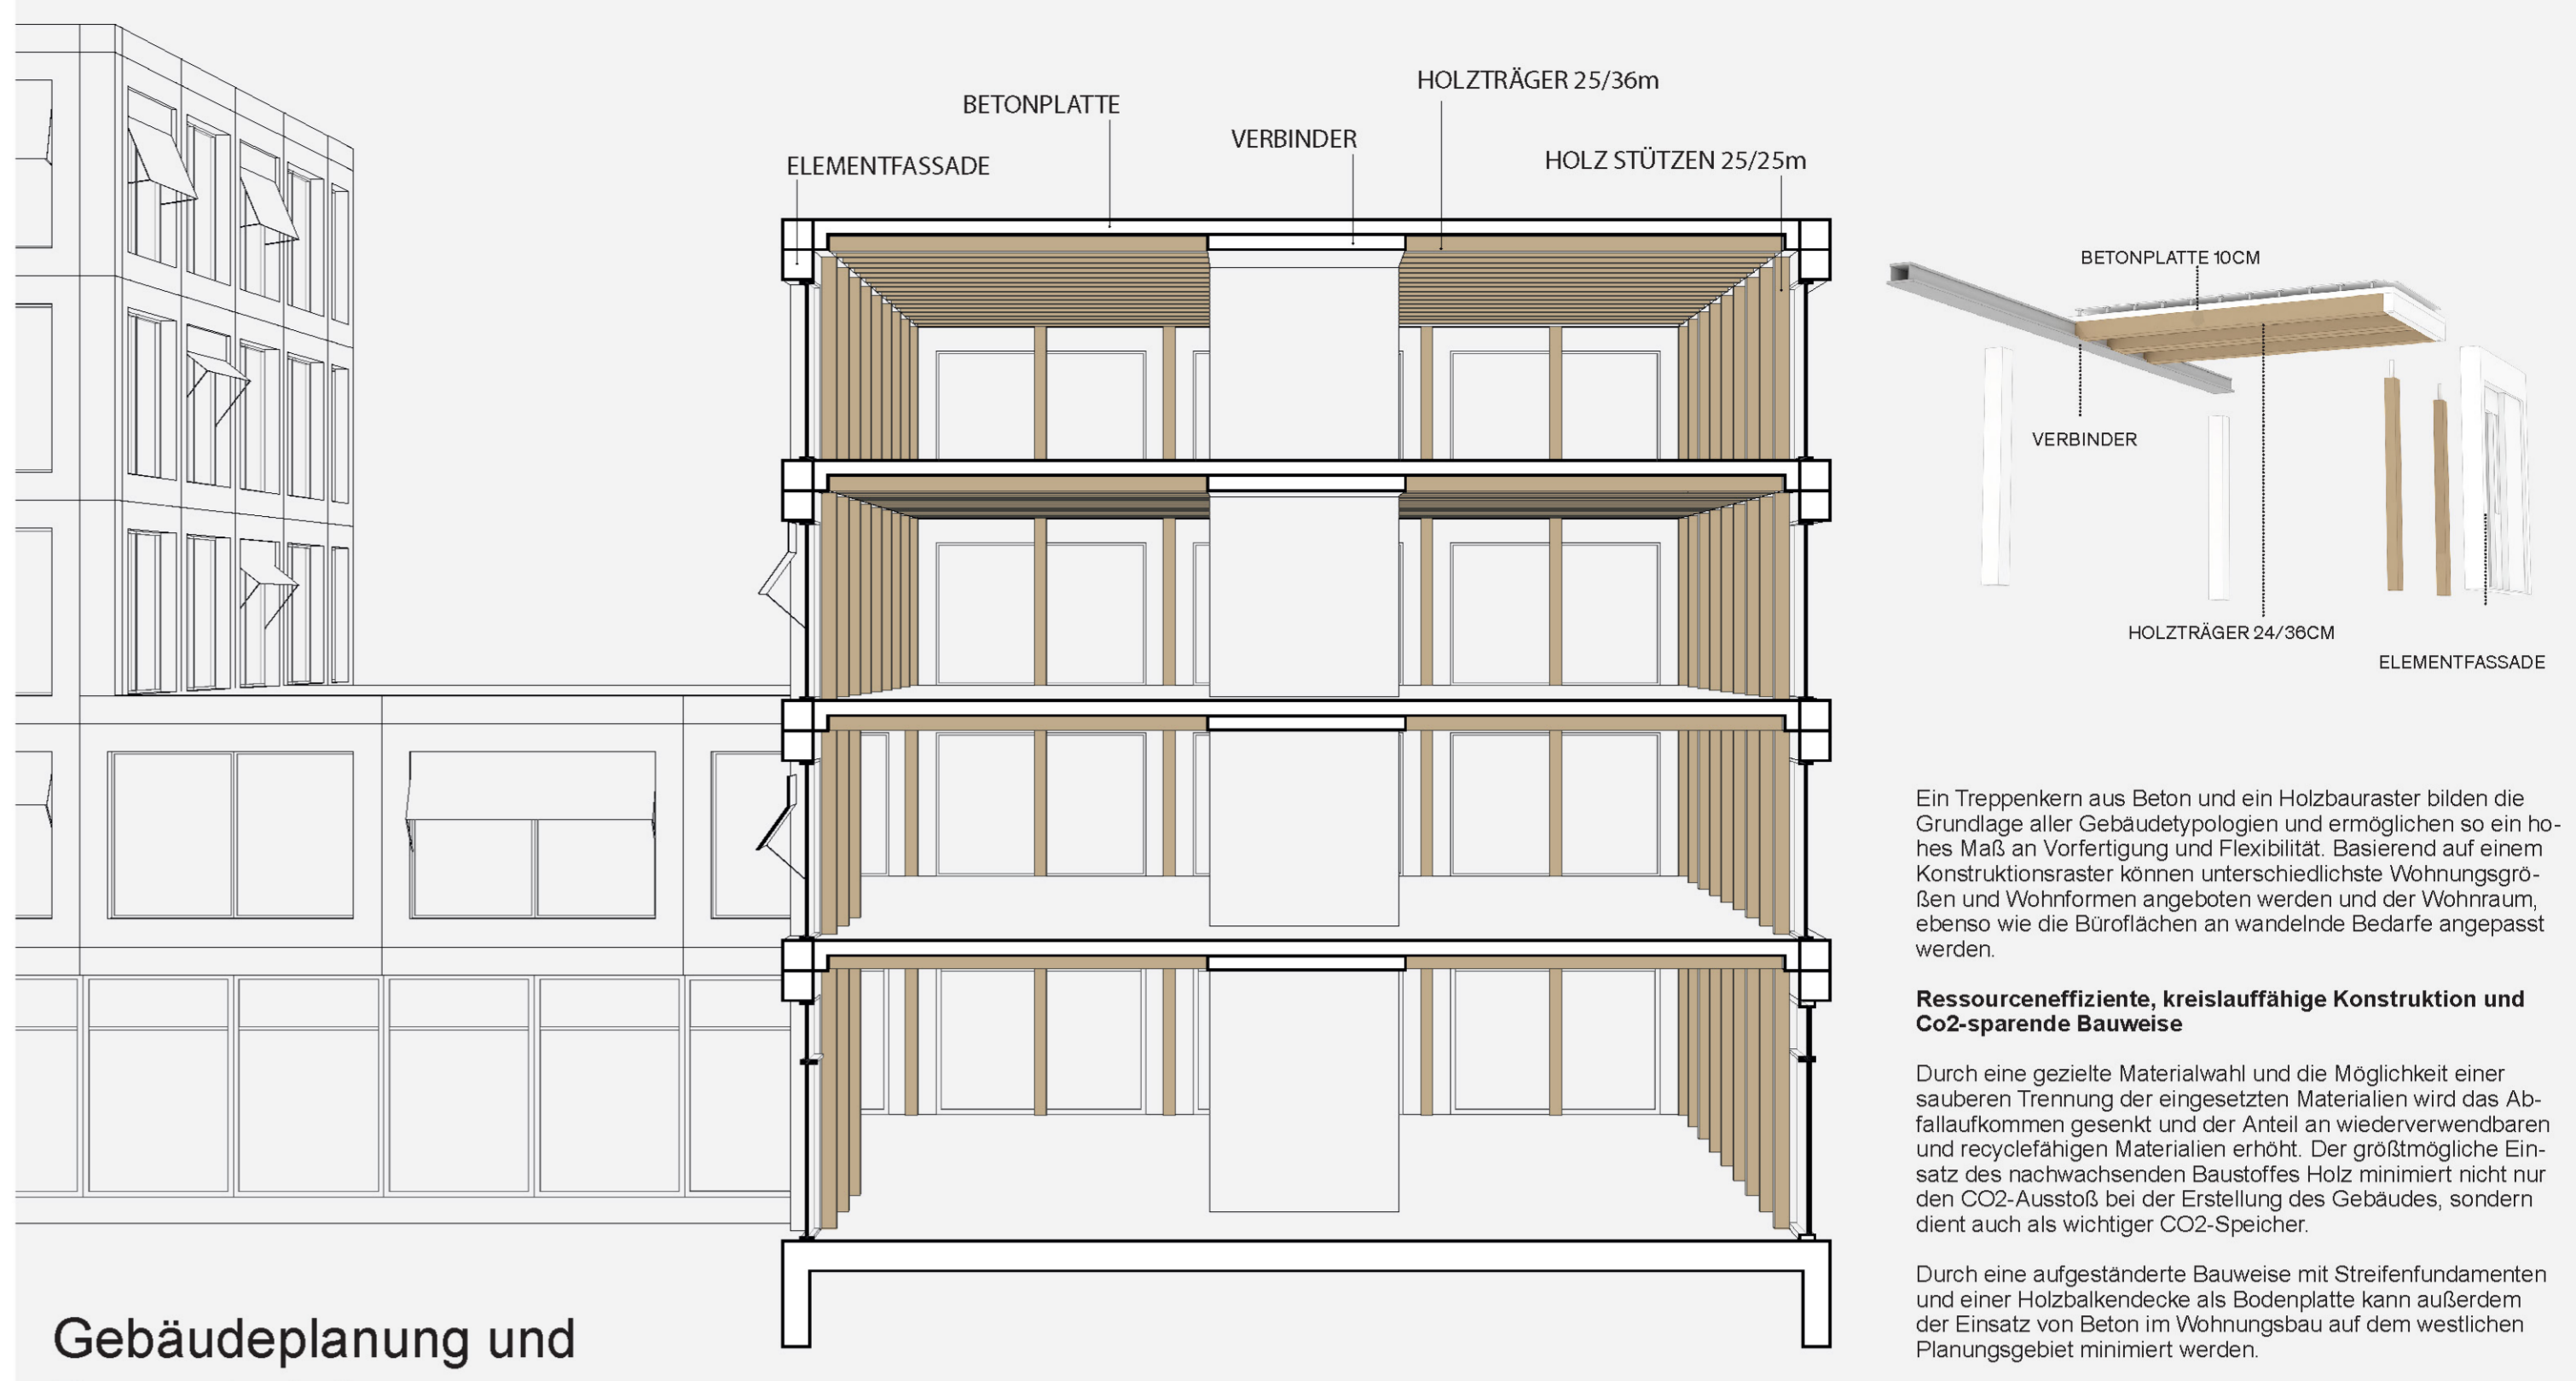 HOLZTRÄGER 25/36m
BETONPLATTE
VERBINDER
ELEMENTFASSADE
HOLZ STÜTZEN 25/25m
BETONPLATTE 10CM
VERBINDER
HOLZTRÄGER 24/36CM
ELEMENTFASSADE
Ein Treppenkern aus Beton und ein Holzbauraster bilden die
Grundlage aller Gebäudetypologien und ermöglichen so ein ho-
hes Maß an Vorfertigung und Flexibilität. Basierend auf einem
Konstruktionsraster können unterschiedlichste Wohnungsgrö-
ßen und Wohnformen angeboten werden und der Wohnraum,
ebenso wie die Büroflächen an wandelnde Bedarfe angepasst
werden.
Ressourceneffiziente, kreislauffähige Konstruktion und
Co2-sparende Bauweise
Durch eine gezielte Materialwahl und die Möglichkeit einer
sauberen Trennung der eingesetzten Materialien wird das Ab-
fallaufkommen gesenkt und der Anteil an wiederverwendbaren
und recyclefähigen Materialien erhöht. Der größtmögliche Ein-
satz des nachwachsenden Baustoffes Holz minimiert nicht nur
den CO2-Ausstoß bei der Erstellung des Gebäudes, sondern
dient auch als wichtiger CO2-Speicher.
Durch eine aufgeständerte Bauweise mit Streifenfundamenten
und einer Holzbalkendecke als Bodenplatte kann außerdem
der Einsatz von Beton im Wohnungsbau auf dem westlichen
Planungsgebiet minimiert werden.
Gebäudeplanung und